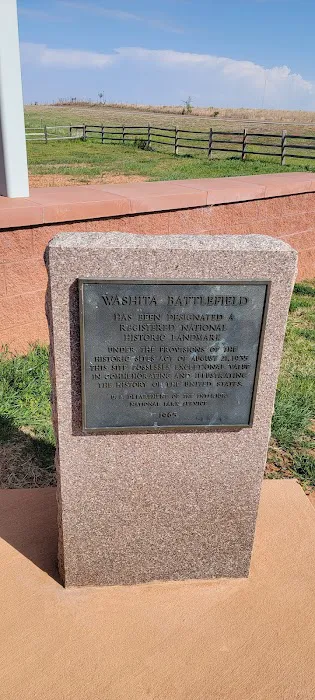 WASHITA BATTLEFIELD
HAS BEEN DESIGNATED A
REGISTERED NATIONAL
HISTORIC LANDMARK
UNDER THE PROVISIONS OF THE
HISTORIC SITES ACT OF AUGUST 21, 1935
THIS SITE POSSESSES EXCEPTIONAL VALUE
IN COMMEMORATING AND ILLUSTRATING
THE HISTORY OF THE UNITED STATES
U.S. DEPARTMENT OF THE INTERIOR
NATIONAL PARK SERVICE
1965